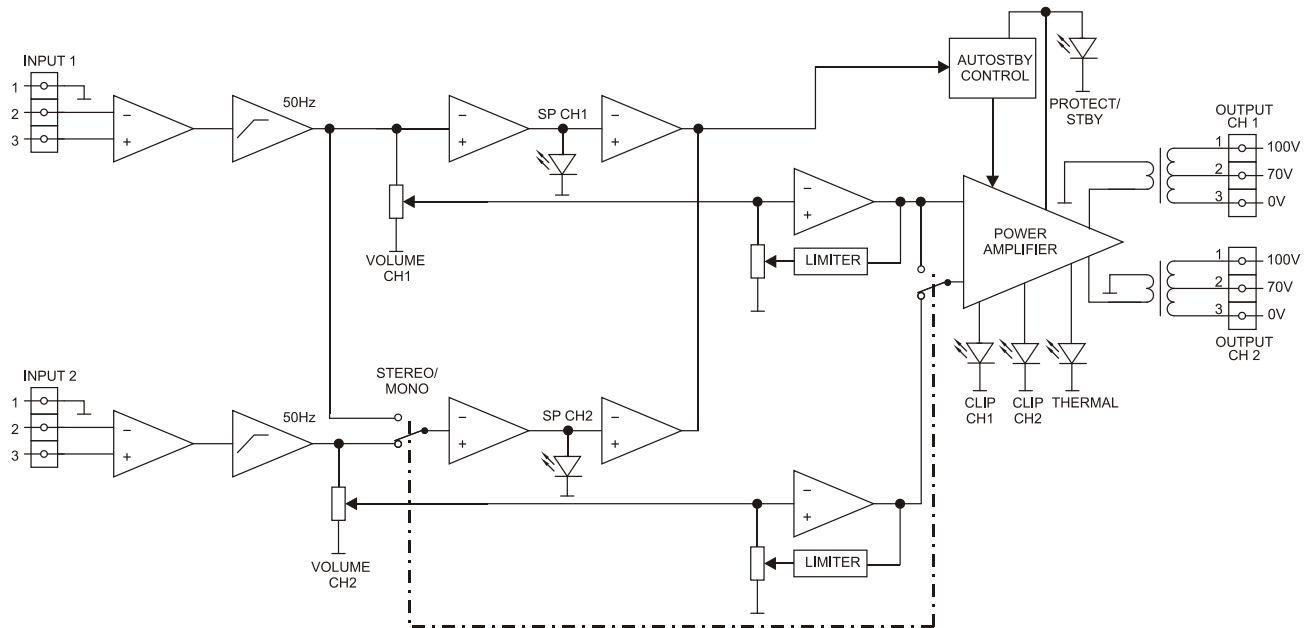 INPUT 1
1
2
3
−
+
50Hz
−
+
SP CH1
−
+
AUTOSTBY
CONTROL
PROTECT/
STBY
VOLUME
CH1
−
+
LIMITER
POWER
AMPLIFIER
OUTPUT
CH 1
1
100V
2
70V
3
0V
1
100V
2
70V
3
0V
OUTPUT
CH 2
CLIP
CH1
CLIP
CH2
THERMAL
INPUT 2
1
2
3
−
+
50Hz
STEREO/
MONO
−
+
SP CH2
−
+
VOLUME
CH2
−
+
LIMITER